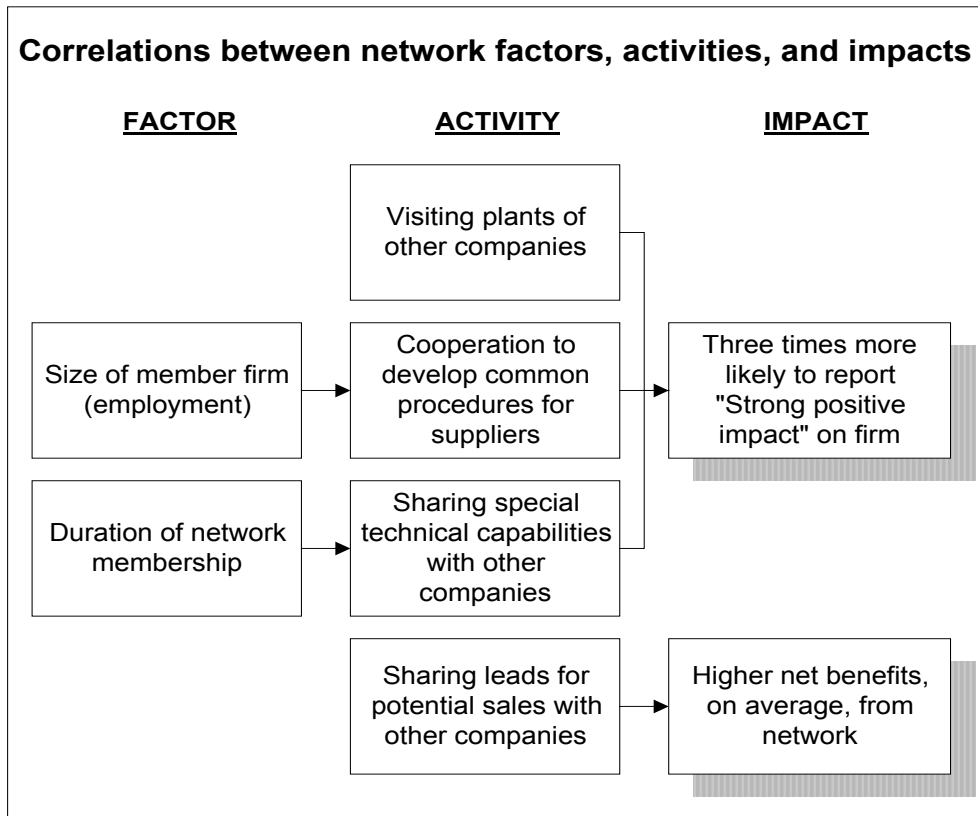 Correlations between network factors, activities, and impacts
FACTOR
ACTIVITY
IMPACT
Visiting plants of
other companies
Size of member firm
(employment)
Cooperation to
develop common
procedures for
suppliers
Three times more
likely to report
"Strong positive
impact" on firm
Duration of network
membership
Sharing special
technical capabilities
with other
companies
Sharing leads for
potential sales with
other companies
Higher net benefits,
on average, from
network